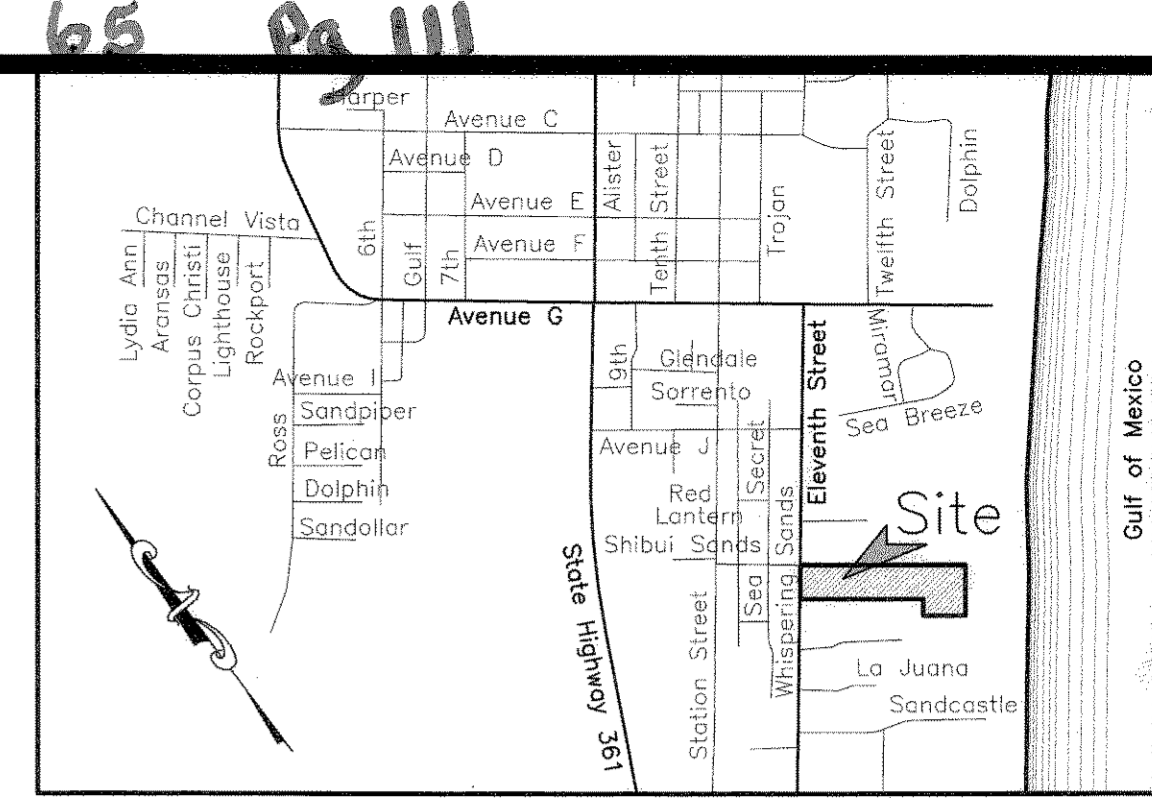 65 Pg 111
Harper
Avenue C
Avenue D
Avenue E
Avenue F
Alister
Tenth Street
Trojan
Twelfth Street
Dolphin
Channel Vista
Lydia Ann
Aransas
Corpus Christi
Lighthouse
Rockport
6th
Gulf
7th
Avenue G
Avenue I
Sandpiper
Ross
Pelican
Dolphin
Sandollar
9th
Glendale
Sorrento
Avenue J
Secret
Red
Lantern
Shibui Sands
Sea
Whispering Sands
Eleventh Street
Miramar
Sea Breeze
Site
Gulf of Mexico
State Highway 361
Station Street
La Juana
Sandcastle